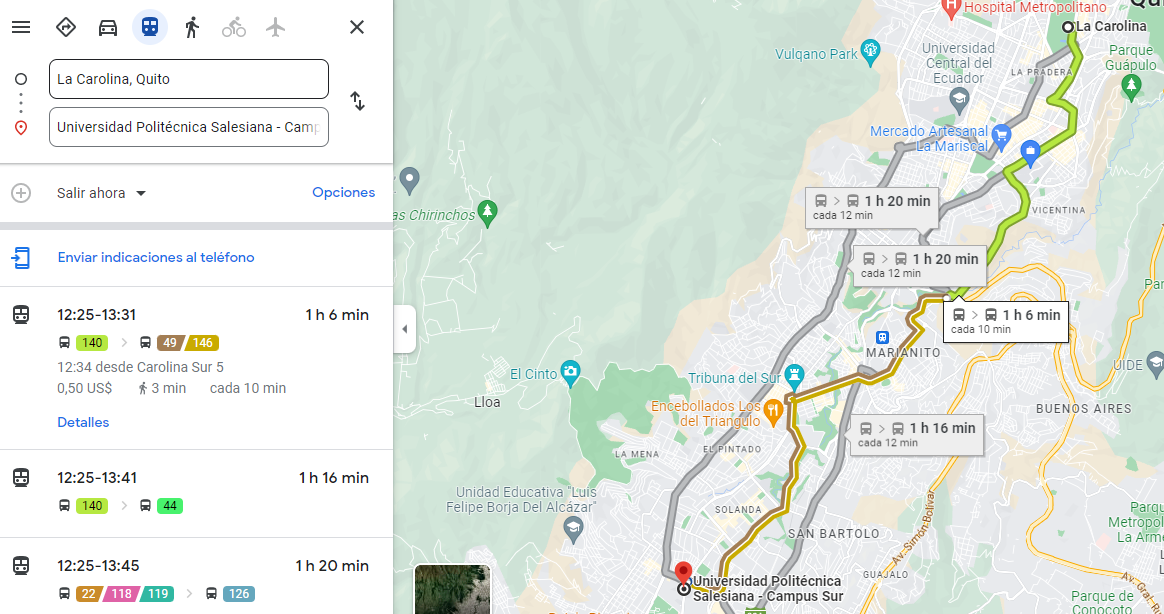 La Carolina, Quito
Universidad Politécnica Salesiana - Camp
Salir ahora
Opciones
Enviar indicaciones al teléfono
12:25-13:31
1 h 6 min
140
49
146
12:34 desde Carolina Sur 5
0,50 US$
3 min
cada 10 min
Detalles
12:25-13:41
1 h 16 min
140
44
12:25-13:45
1 h 20 min
22
118
119
126
Hospital Metropolitano
La Carolina
Vulqano Park
Universidad
Central del
Ecuador
LA PRADERA
Parque
Guápulo
Mercado Artesanal
La Mariscal
as Chirinchos
1 h 20 min
cada 12 min
VICENTINA
1 h 20 min
cada 12 min
1 h 6 min
cada 10 min
MARIANITO
UIDE
El Cinto
Tribuna del Sur
Lloa
Encebollados Los
del Triangulo
BUENOS AIRES
1 h 16 min
cada 12 min
LA MENA
EL PINTADO
Unidad Educativa "Luis
Felipe Borja Del Alcázar"
SOLANDA
SAN BARTOLO
Av. Simón Bolívar
Parque
Metropol
La Arme
GUAJALO
Universidad Politécnica
Salesiana - Campus Sur
Parque de
Conocoto